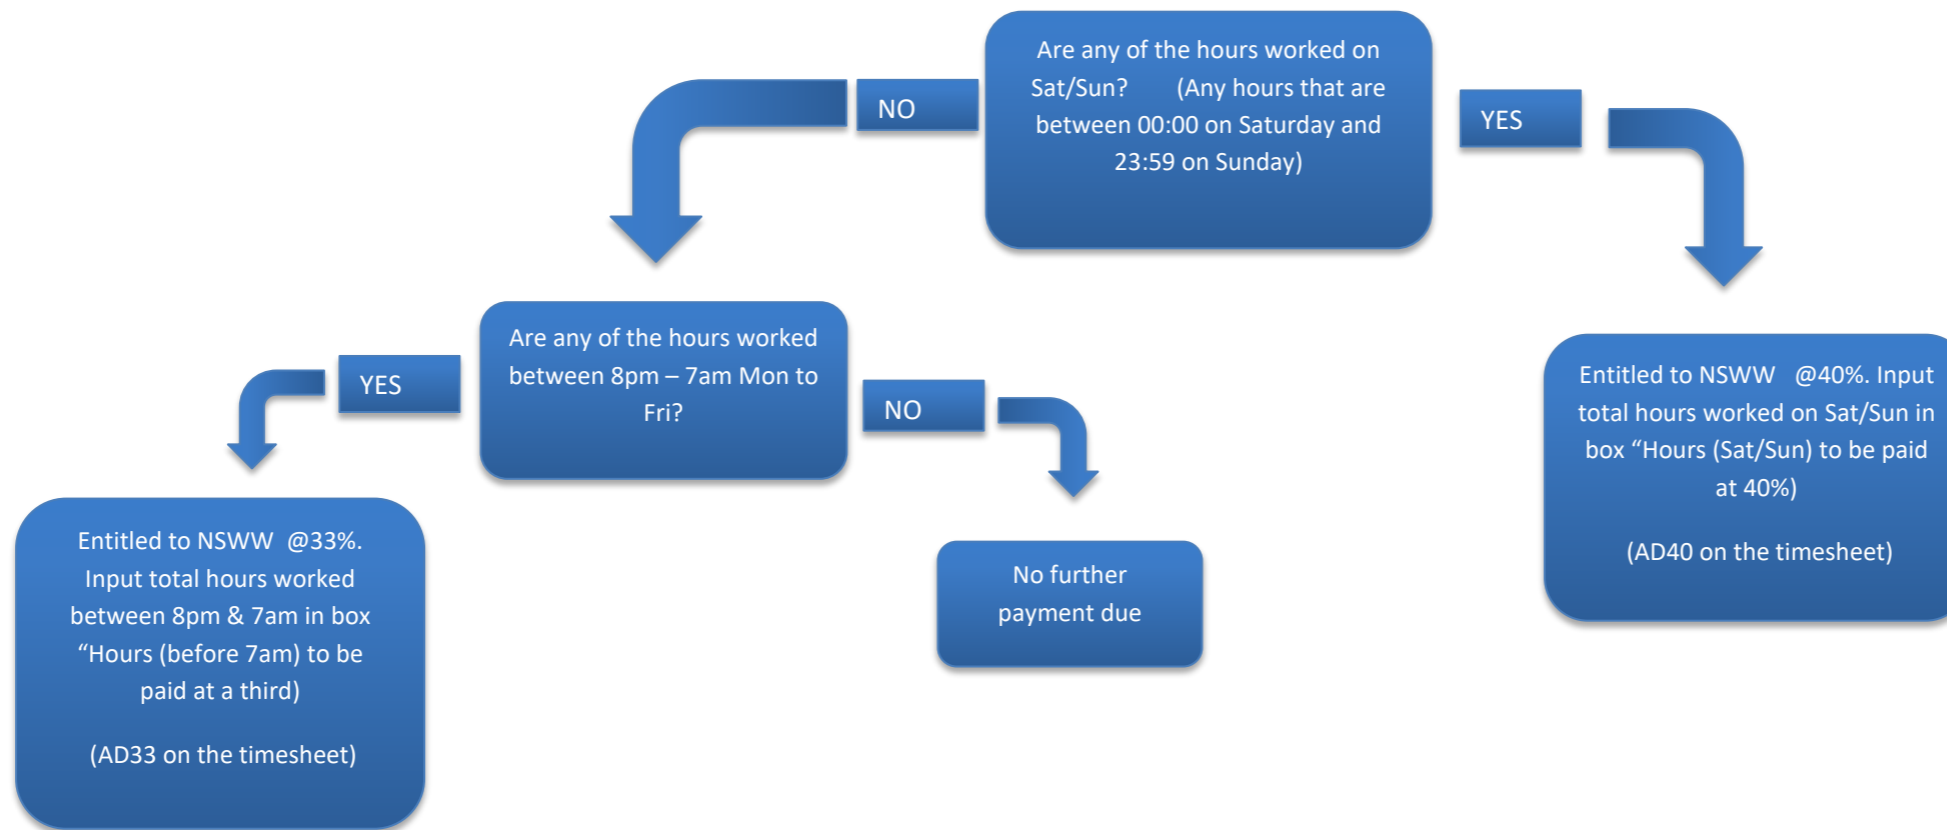 Are any of the hours worked on
Sat/Sun? (Any hours that are
between 00:00 on Saturday and
23:59 on Sunday)
NO
YES
Are any of the hours worked
between 8pm – 7am Mon to
Fri?
YES
NO
Entitled to NSWW @40%. Input
total hours worked on Sat/Sun in
box “Hours (Sat/Sun) to be paid
at 40%)
(AD40 on the timesheet)
Entitled to NSWW @33%.
Input total hours worked
between 8pm & 7am in box
“Hours (before 7am) to be
paid at a third)
(AD33 on the timesheet)
No further
payment due